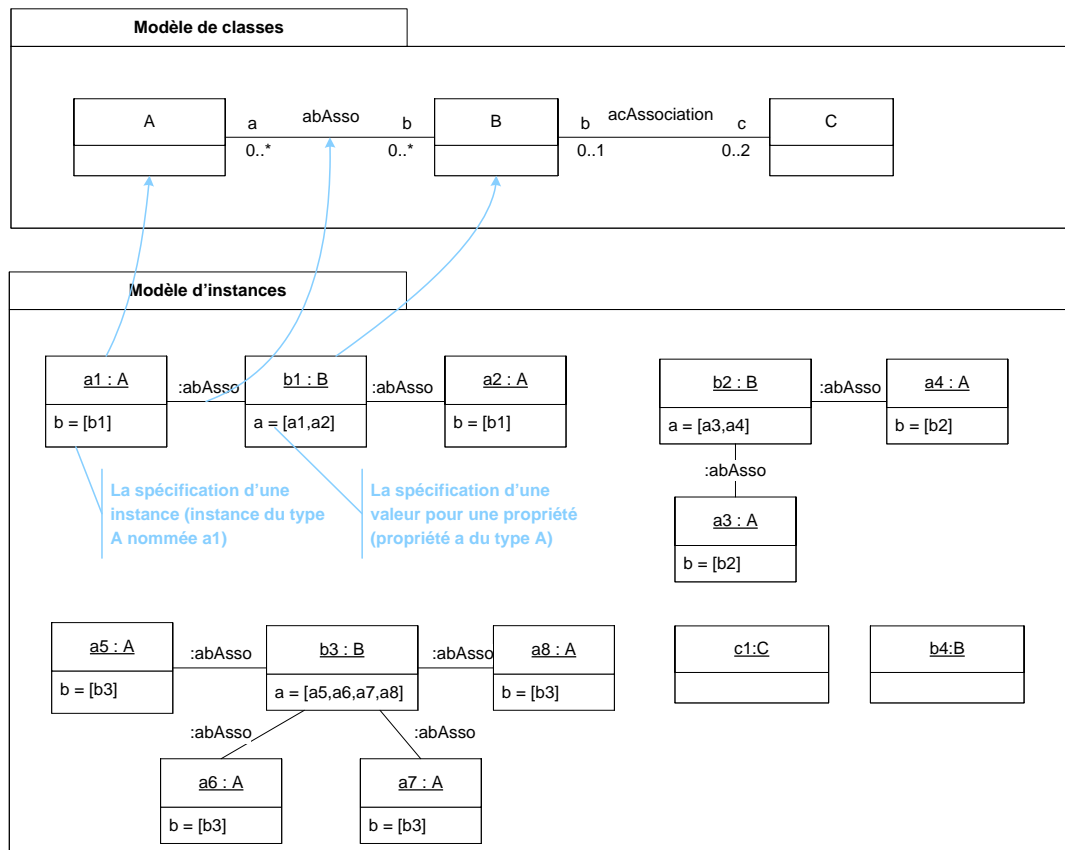 Modèle de classes
A
a
abAsso
b
B
b
acAssociation
c
C
0..*
0..*
0..1
0..2
Modèle d'instances
a1 : A
b = [b1]
:abAsso
b1 : B
a = [a1,a2]
:abAsso
a2 : A
b = [b1]
b2 : B
a = [a3,a4]
:abAsso
a4 : A
b = [b2]
:abAsso
a3 : A
b = [b2]
La spécification d'une
instance (instance du type
A nommée a1)
La spécification d'une
valeur pour une propriété
(propriété a du type A)
a5 : A
b = [b3]
:abAsso
b3 : B
a = [a5,a6,a7,a8]
:abAsso
a8 : A
b = [b3]
c1:C
b4:B
:abAsso
:abAsso
a6 : A
b = [b3]
a7 : A
b = [b3]